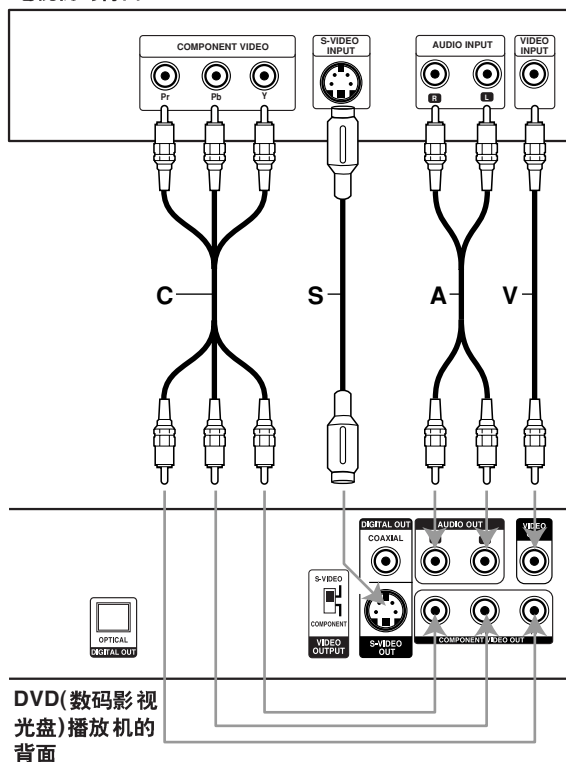 COMPONENT VIDEO
Pr
Pb
Y
S-VIDEO
INPUT
AUDIO INPUT
R
L
VIDEO
INPUT
C
S
A
V
OPTICAL
DIGITAL OUT
S-VIDEO
COMPONENT
VIDEO
OUTPUT
DIGITAL OUT
COAXIAL
S-VIDEO
OUT
AUDIO OUT
VIDEO
COMPONENT VIDEO OUT
DVD(数码影视
光盘)播放机的
背面